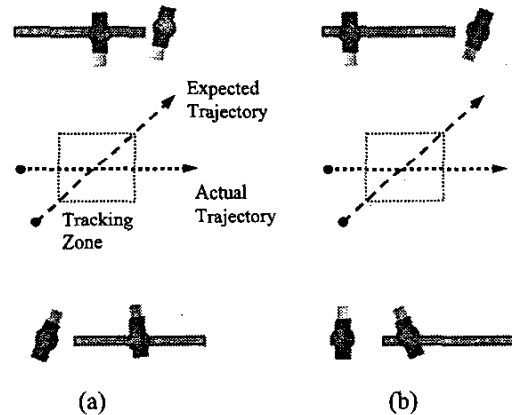 Expected
Trajectory
Actual
Trajectory
Tracking
Zone
(a)
(b)